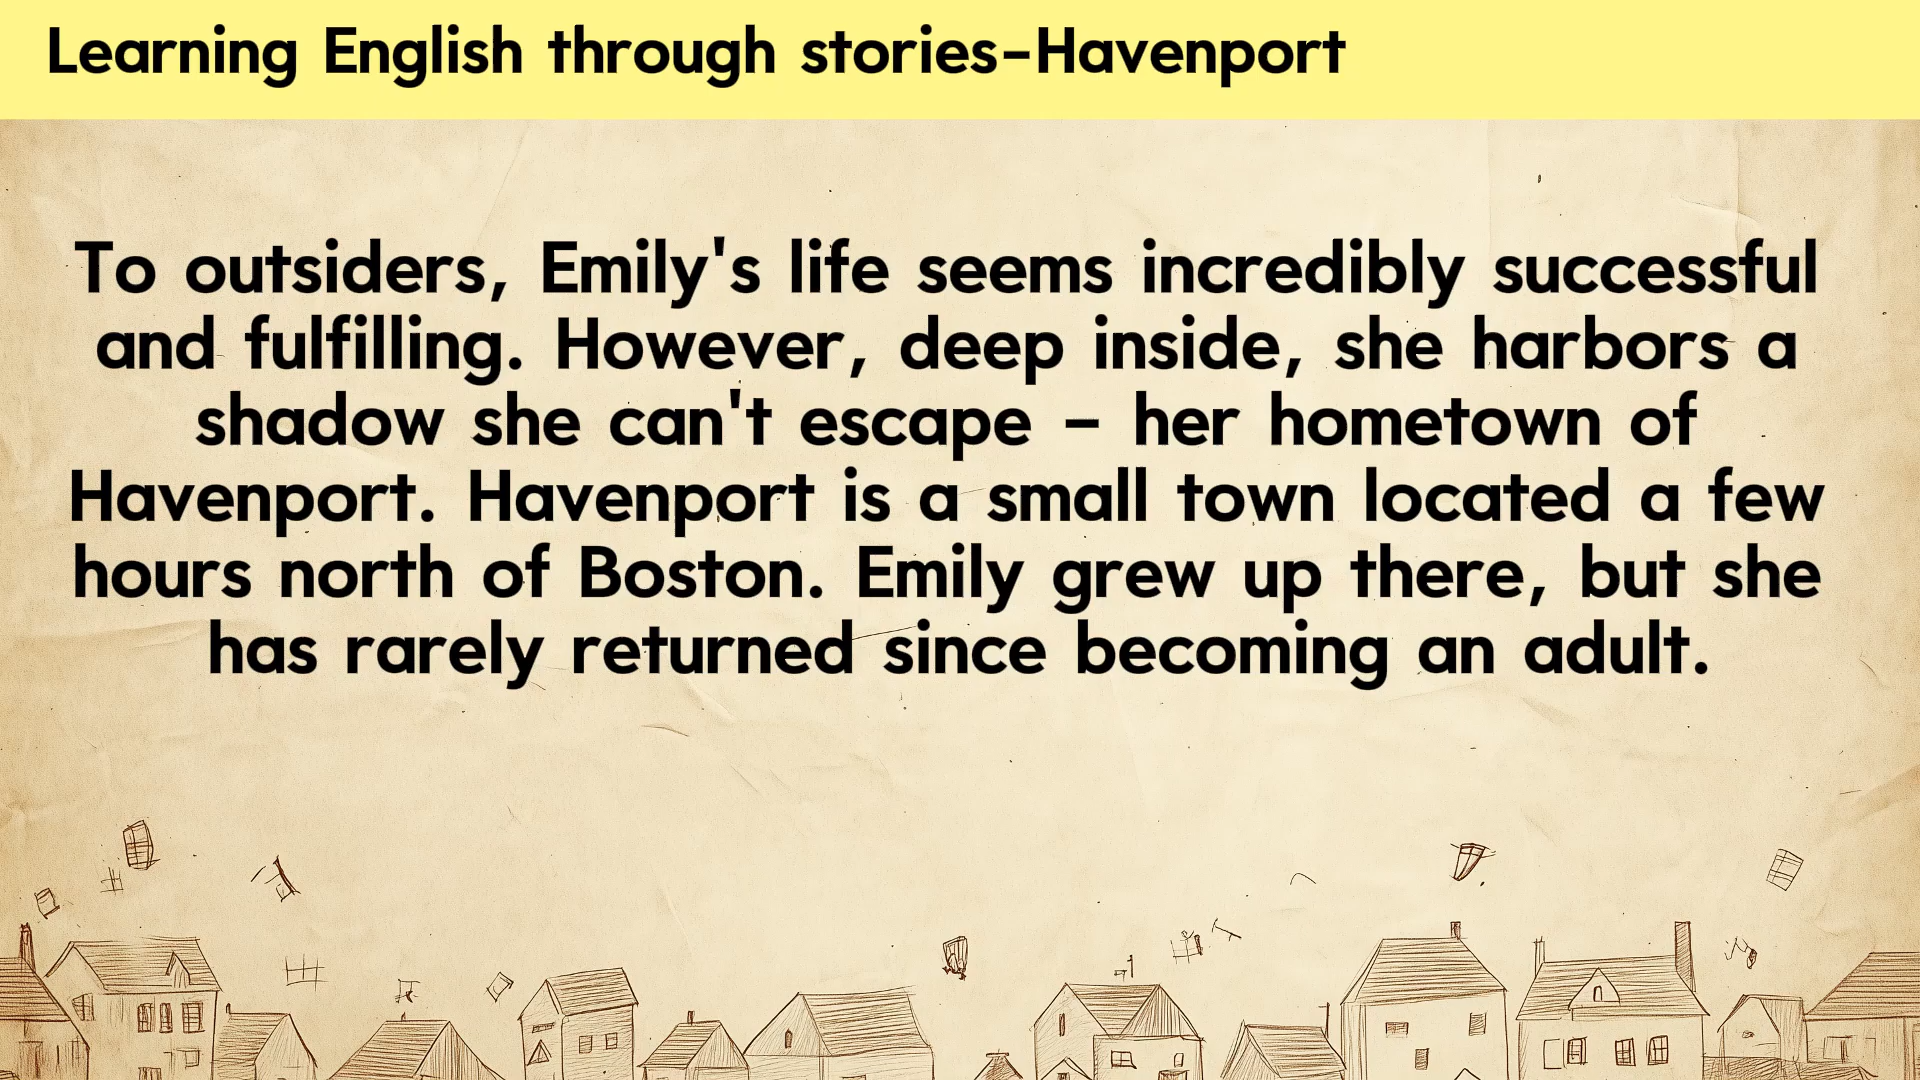 Learning English through stories-Havenport
To outsiders, Emily's life seems incredibly successful
and fulfilling. However, deep inside, she harbors a
shadow she can't escape – her hometown of
Havenport. Havenport is a small town located a few
hours north of Boston. Emily grew up there, but she
has rarely returned since becoming an adult.